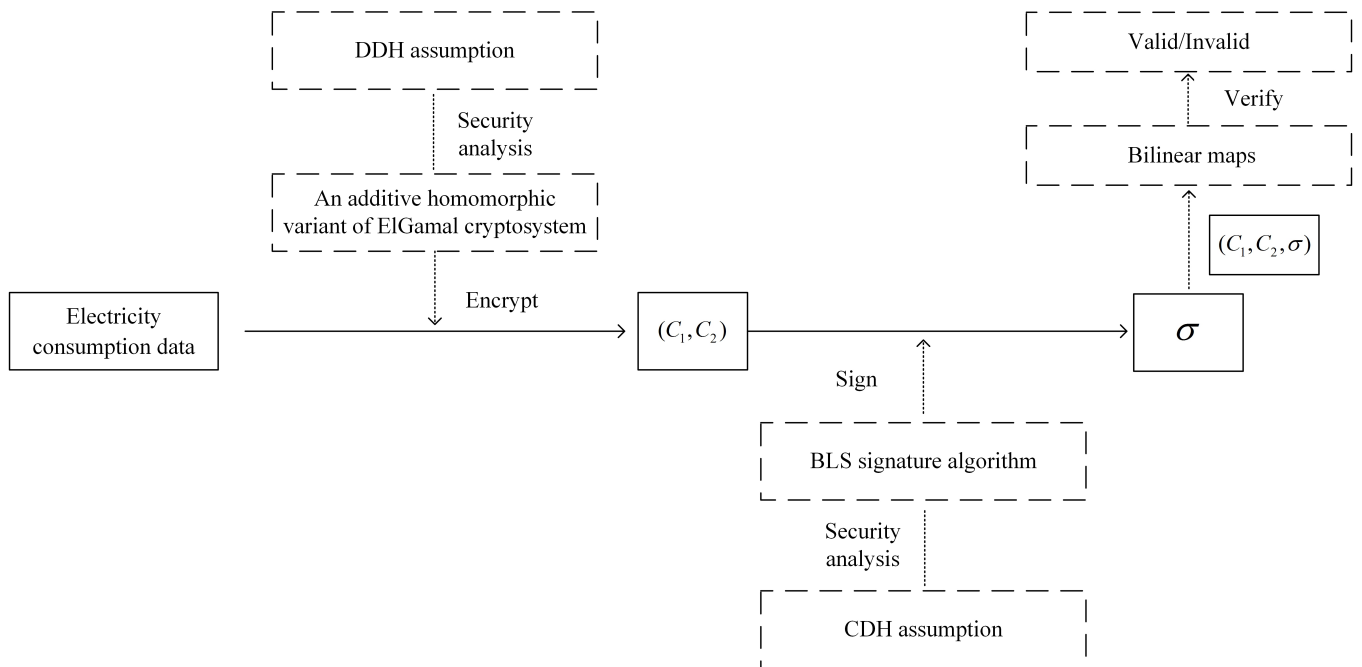 DDH assumption
Security
analysis
An additive homomorphic
variant of ElGamal cryptosystem
Encrypt
Electricity
consumption data
(C₁, C₂)
Sign
BLS signature algorithm
Security
analysis
CDH assumption
Valid/Invalid
Verify
Bilinear maps
(C₁, C₂, σ)
σ